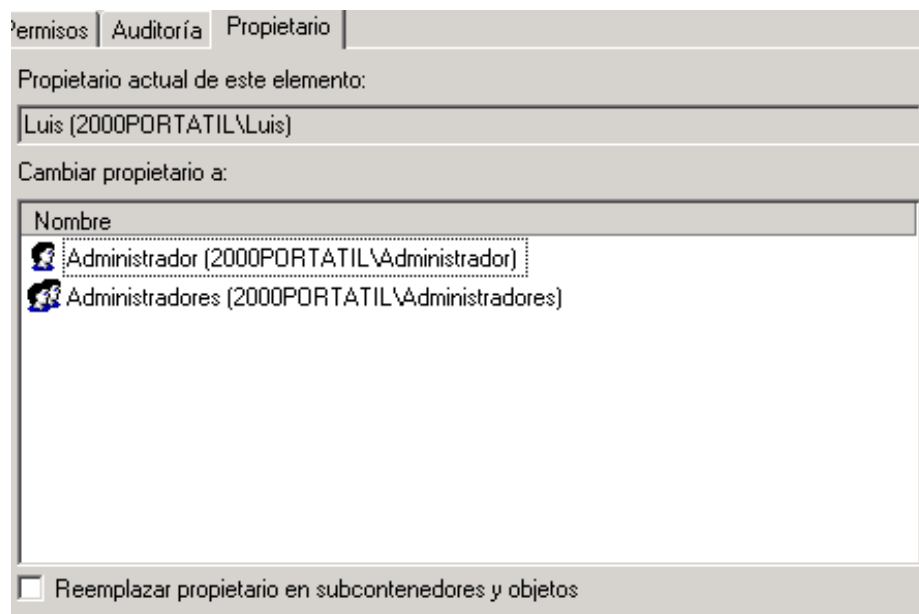 Permisos Auditoría Propietario
Propietario actual de este elemento:
Luis (2000PORTATIL\Luis)
Cambiar propietario a:
Nombre
Administrador (2000PORTATIL\Administrador)
Administradores (2000PORTATIL\Administradores)
Reemplazar propietario en subcontenedores y objetos